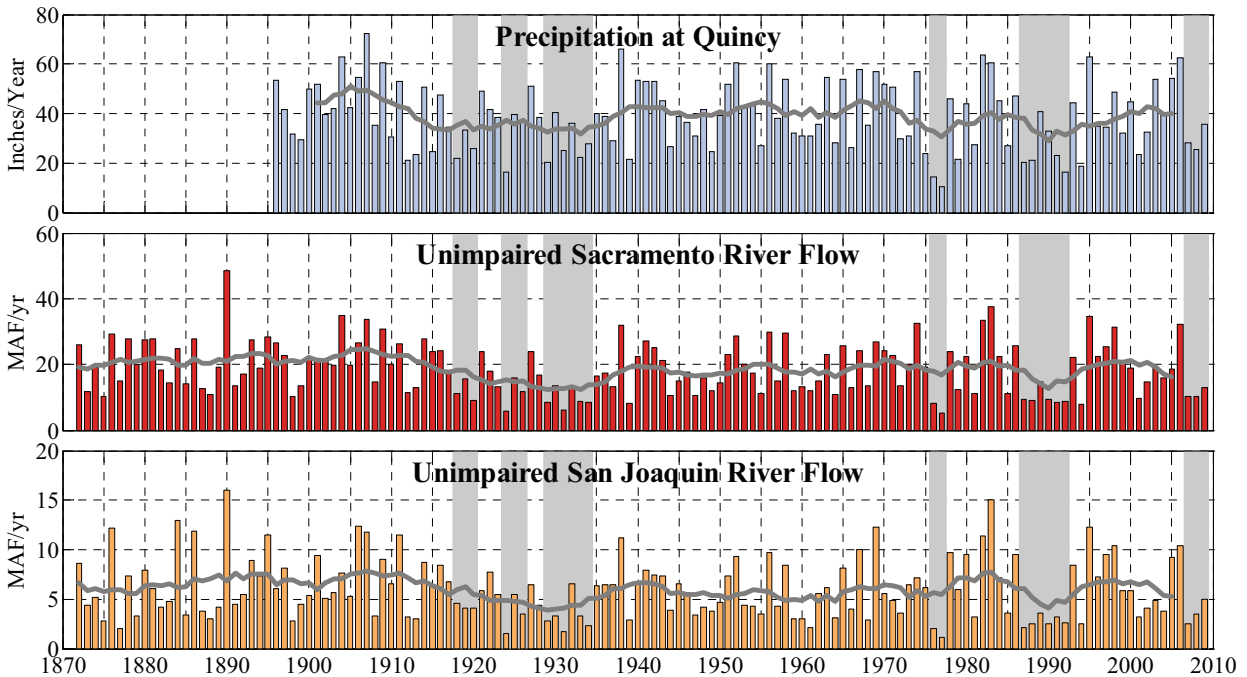 Precipitation at Quincy
Inches/Year
80
60
40
20
0
Unimpaired Sacramento River Flow
MAF/yr
60
40
20
0
Unimpaired San Joaquin River Flow
MAF/yr
20
15
10
5
0
1870 1880 1890 1900 1910 1920 1930 1940 1950 1960 1970 1980 1990 2000 2010